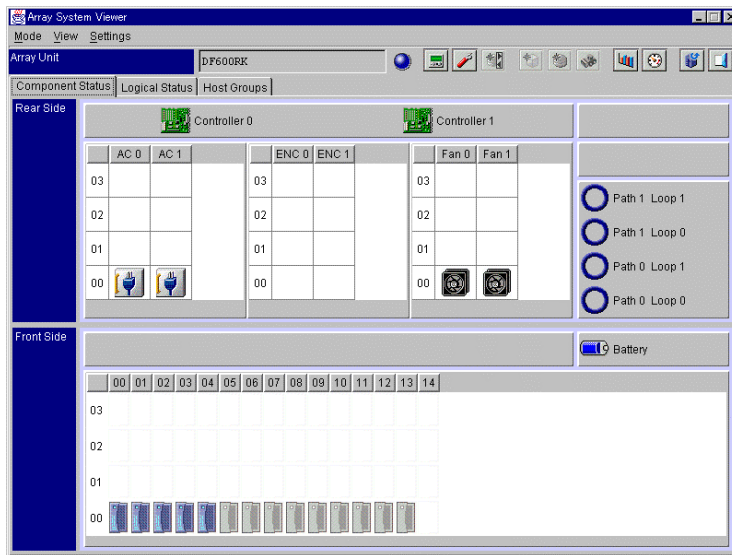 Array System Viewer
Mode View Settings
Array Unit DF600RK
Component Status Logical Status Host Groups
Rear Side
Controller 0 Controller 1
AC 0 AC 1 ENC 0 ENC 1 Fan 0 Fan 1
03 03 03
02 02 02
01 01 01
00 00 00
Path 1 Loop 1
Path 1 Loop 0
Path 0 Loop 1
Path 0 Loop 0
Front Side
Battery
00 01 02 03 04 05 06 07 08 09 10 11 12 13 14
03
02
01
00